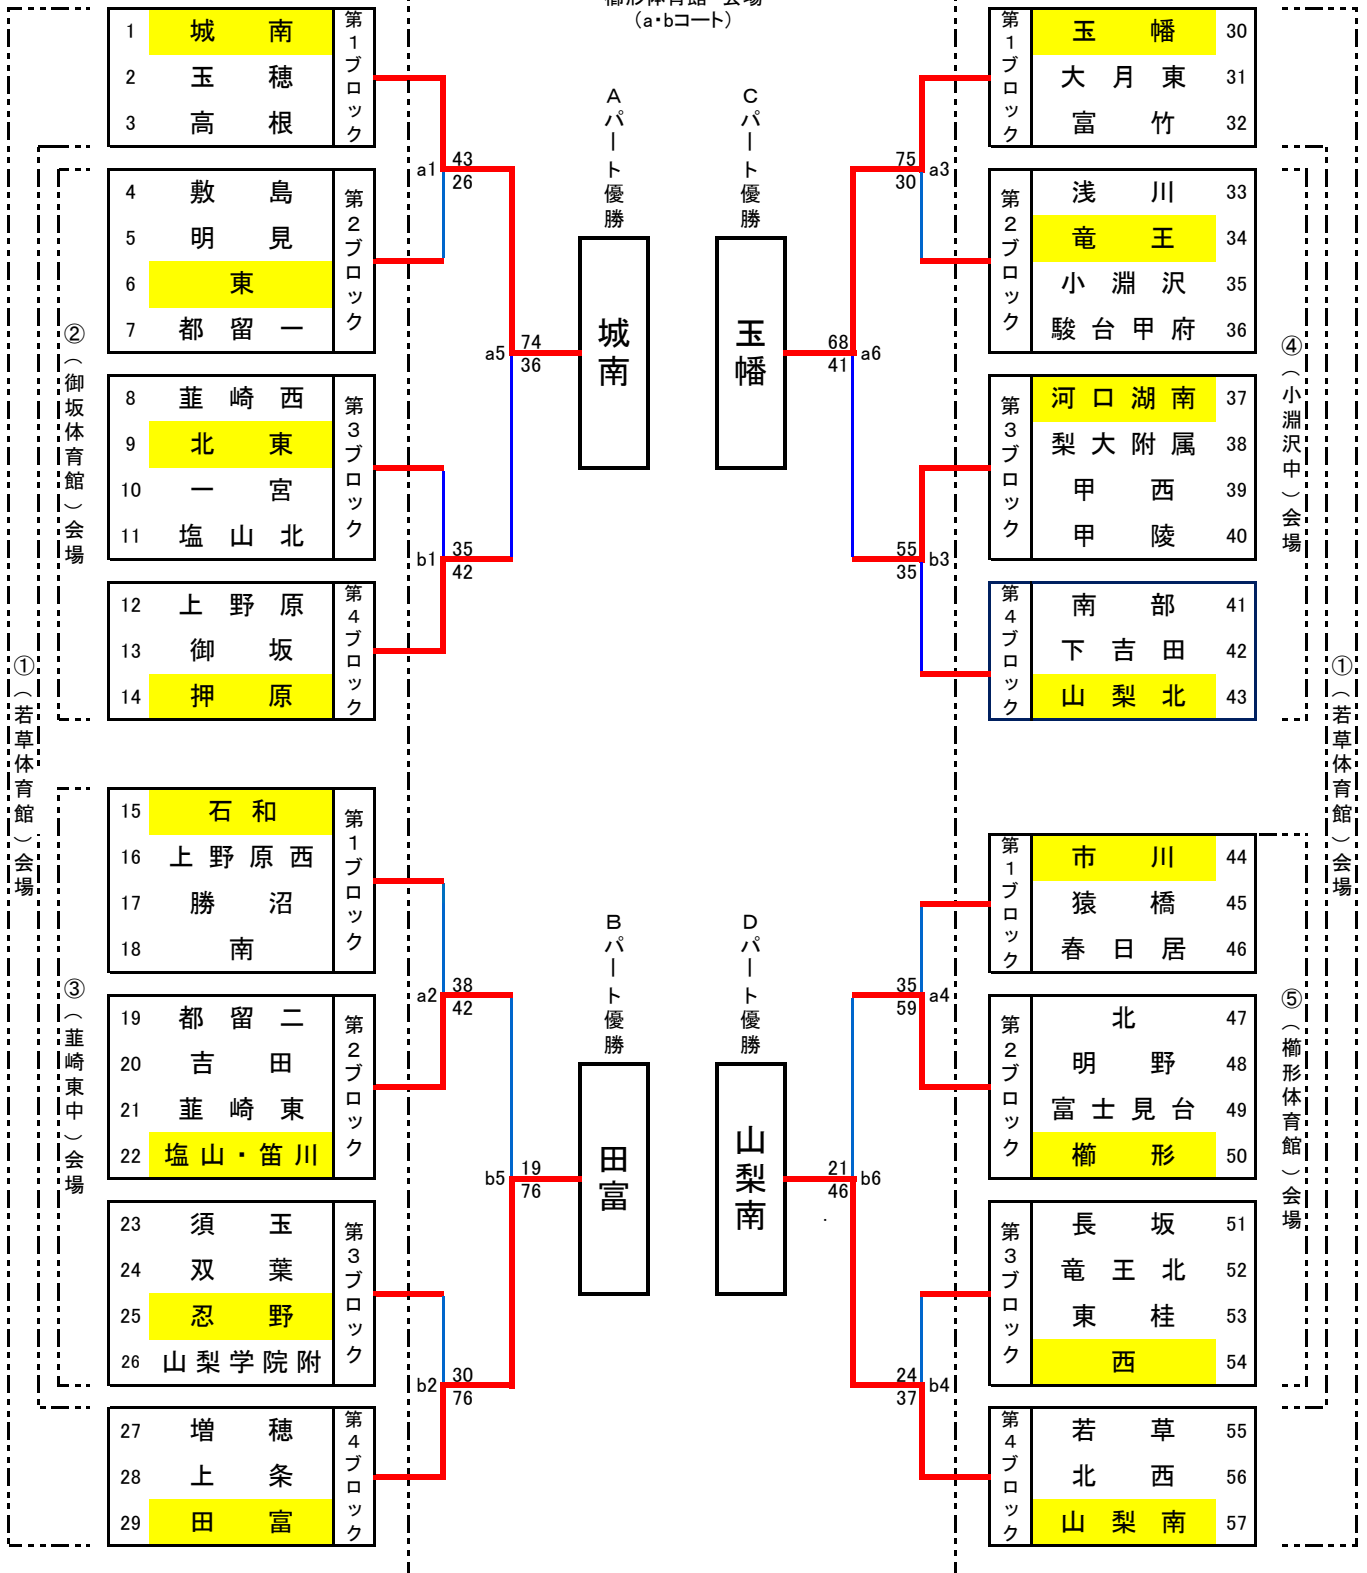 櫛形体育館 会場
(a・bコート)
①(若草体育館)会場
②(御坂体育館)会場
1 城南
2 玉穂
3 高根
第1ブロック
4 敷島
5 明見
6 東
7 都留一
第2ブロック
8 韮崎西
9 北東
10 一宮
11 塩山北
第3ブロック
12 上野原
13 御坂
14 押原
第4ブロック
a1 43
26
b1 35
42
a5 74
36
Aパート優勝
城南
③(韮崎東中)会場
15 石和
16 上野原西
17 勝沼
18 南
第1ブロック
19 都留二
20 吉田
21 韮崎東
22 塩山・笛川
第2ブロック
23 須玉
24 双葉
25 忍野
26 山梨学院附
第3ブロック
27 増穂
28 上条
29 田富
第4ブロック
a2 38
42
b2 30
76
b5 19
76
Bパート優勝
田富
Cパート優勝
玉幡
68 a6
41
75 a3
30
55 b3
35
第1ブロック
玉幡 30
大月東 31
富竹 32
第2ブロック
浅川 33
竜王 34
小淵沢 35
駿台甲府 36
第3ブロック
河口湖南 37
梨大附属 38
甲西 39
甲陵 40
第4ブロック
南部 41
下吉田 42
山梨北 43
④(小淵沢中)会場
①(若草体育館)会場
Dパート優勝
山梨南
21 b6
46
35 a4
59
24 b4
37
第1ブロック
市川 44
猿橋 45
春日居 46
第2ブロック
北 47
明野 48
富士見台 49
櫛形 50
第3ブロック
長坂 51
竜王北 52
東桂 53
西 54
第4ブロック
若草 55
北西 56
山梨南 57
⑤(櫛形体育館)会場